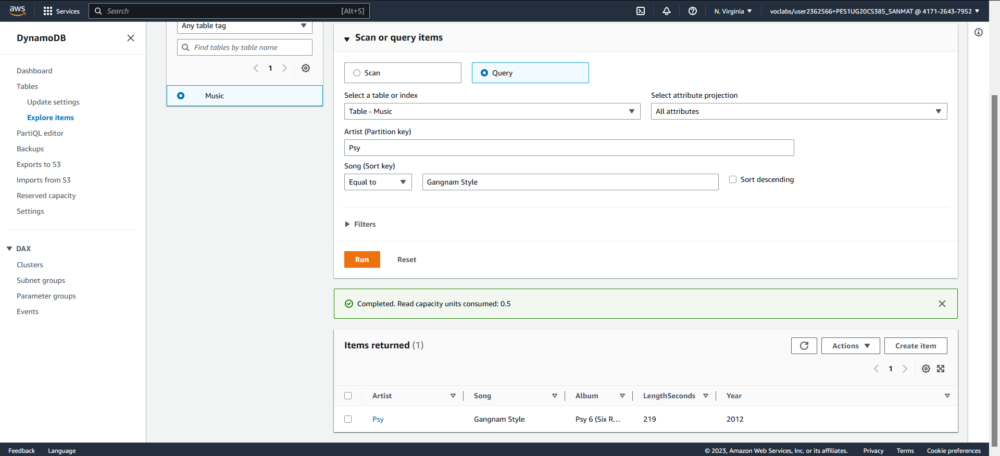 aws
Services
Search
[Alt+S]
N. Virginia
voclabs/user2362566=PES1UG20CS385_SANMAT @ 4171-2643-7952
DynamoDB
Dashboard
Tables
Update settings
Explore items
PartiQL editor
Backups
Exports to S3
Imports from S3
Reserved capacity
Settings
DAX
Clusters
Subnet groups
Parameter groups
Events
Any table tag
Find tables by table name
1
Music
Scan or query items
Scan
Query
Select a table or index
Table - Music
Select attribute projection
All attributes
Artist (Partition key)
Psy
Song (Sort key)
Equal to
Gangnam Style
Sort descending
Filters
Run
Reset
Completed. Read capacity units consumed: 0.5
Items returned (1)
Actions
Create item
1
Artist Song Album LengthSeconds Year
Psy Gangnam Style Psy 6 (Six R... 219 2012
Feedback Language
© 2023, Amazon Web Services, Inc. or its affiliates. Privacy Terms Cookie preferences